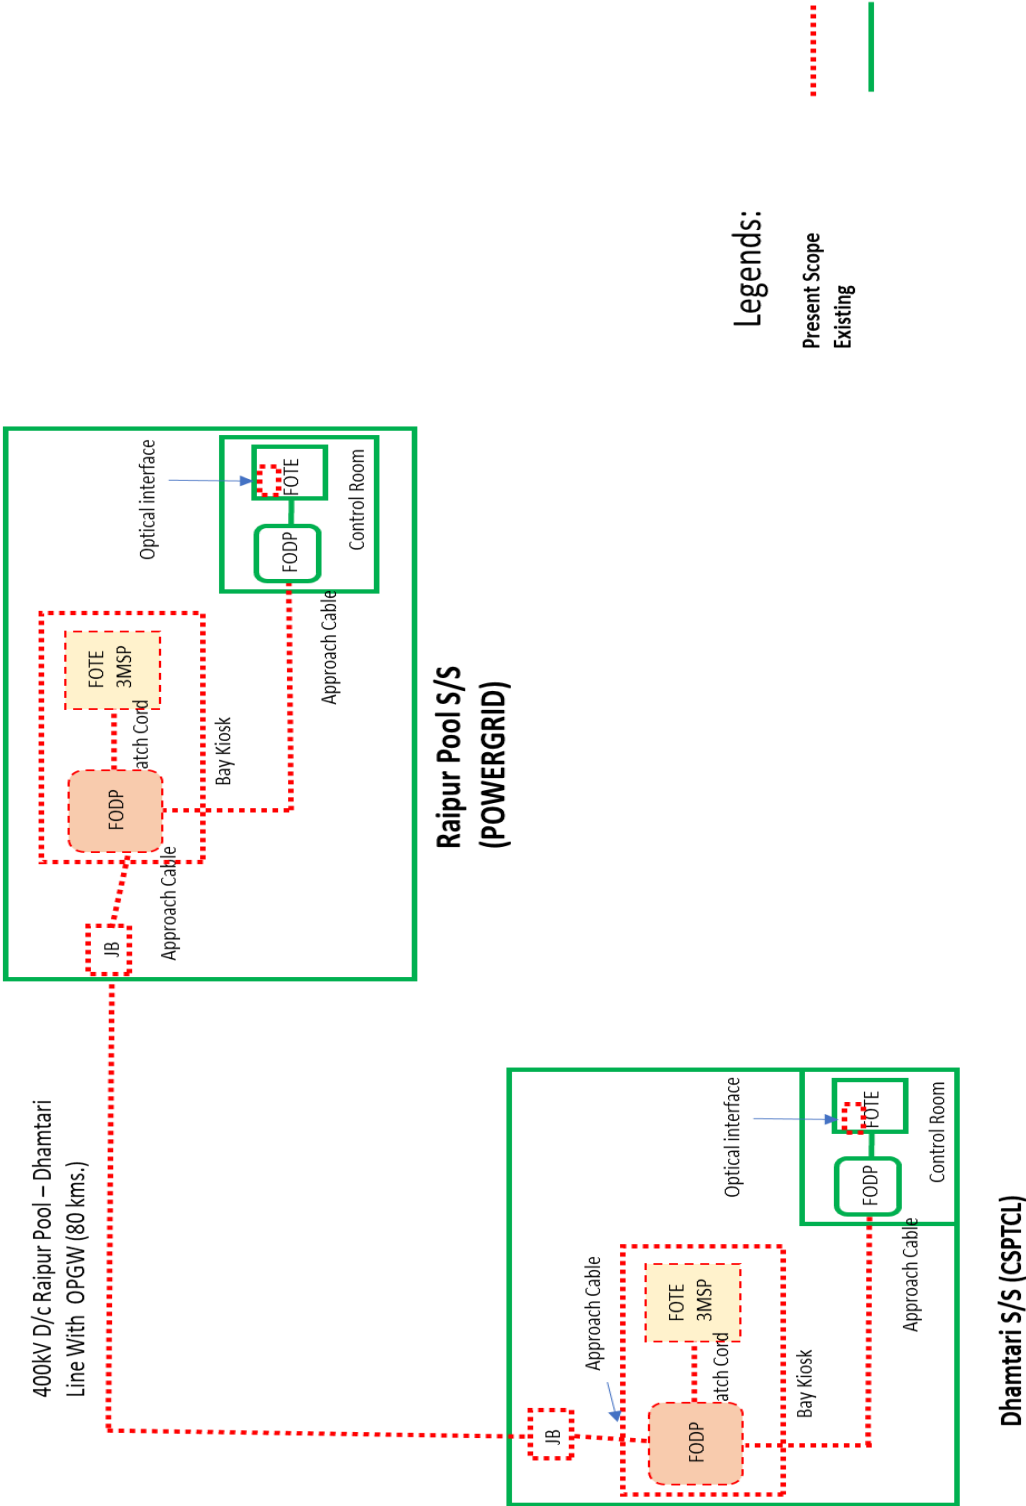 400kV D/c Raipur Pool – Dhamtari
Line With OPGW (80 kms.)
JB
Approach Cable
FODP
atch Cord
FOTE
3MSP
Bay Kiosk
Approach Cable
Optical interface
FODP
FOTE
Control Room
Raipur Pool S/S
(POWERGRID)
JB
Approach Cable
FODP
atch Cord
FOTE
3MSP
Bay Kiosk
Approach Cable
Optical interface
FODP
FOTE
Control Room
Dhamtari S/S (CSPTCL)
Legends:
Present Scope
Existing